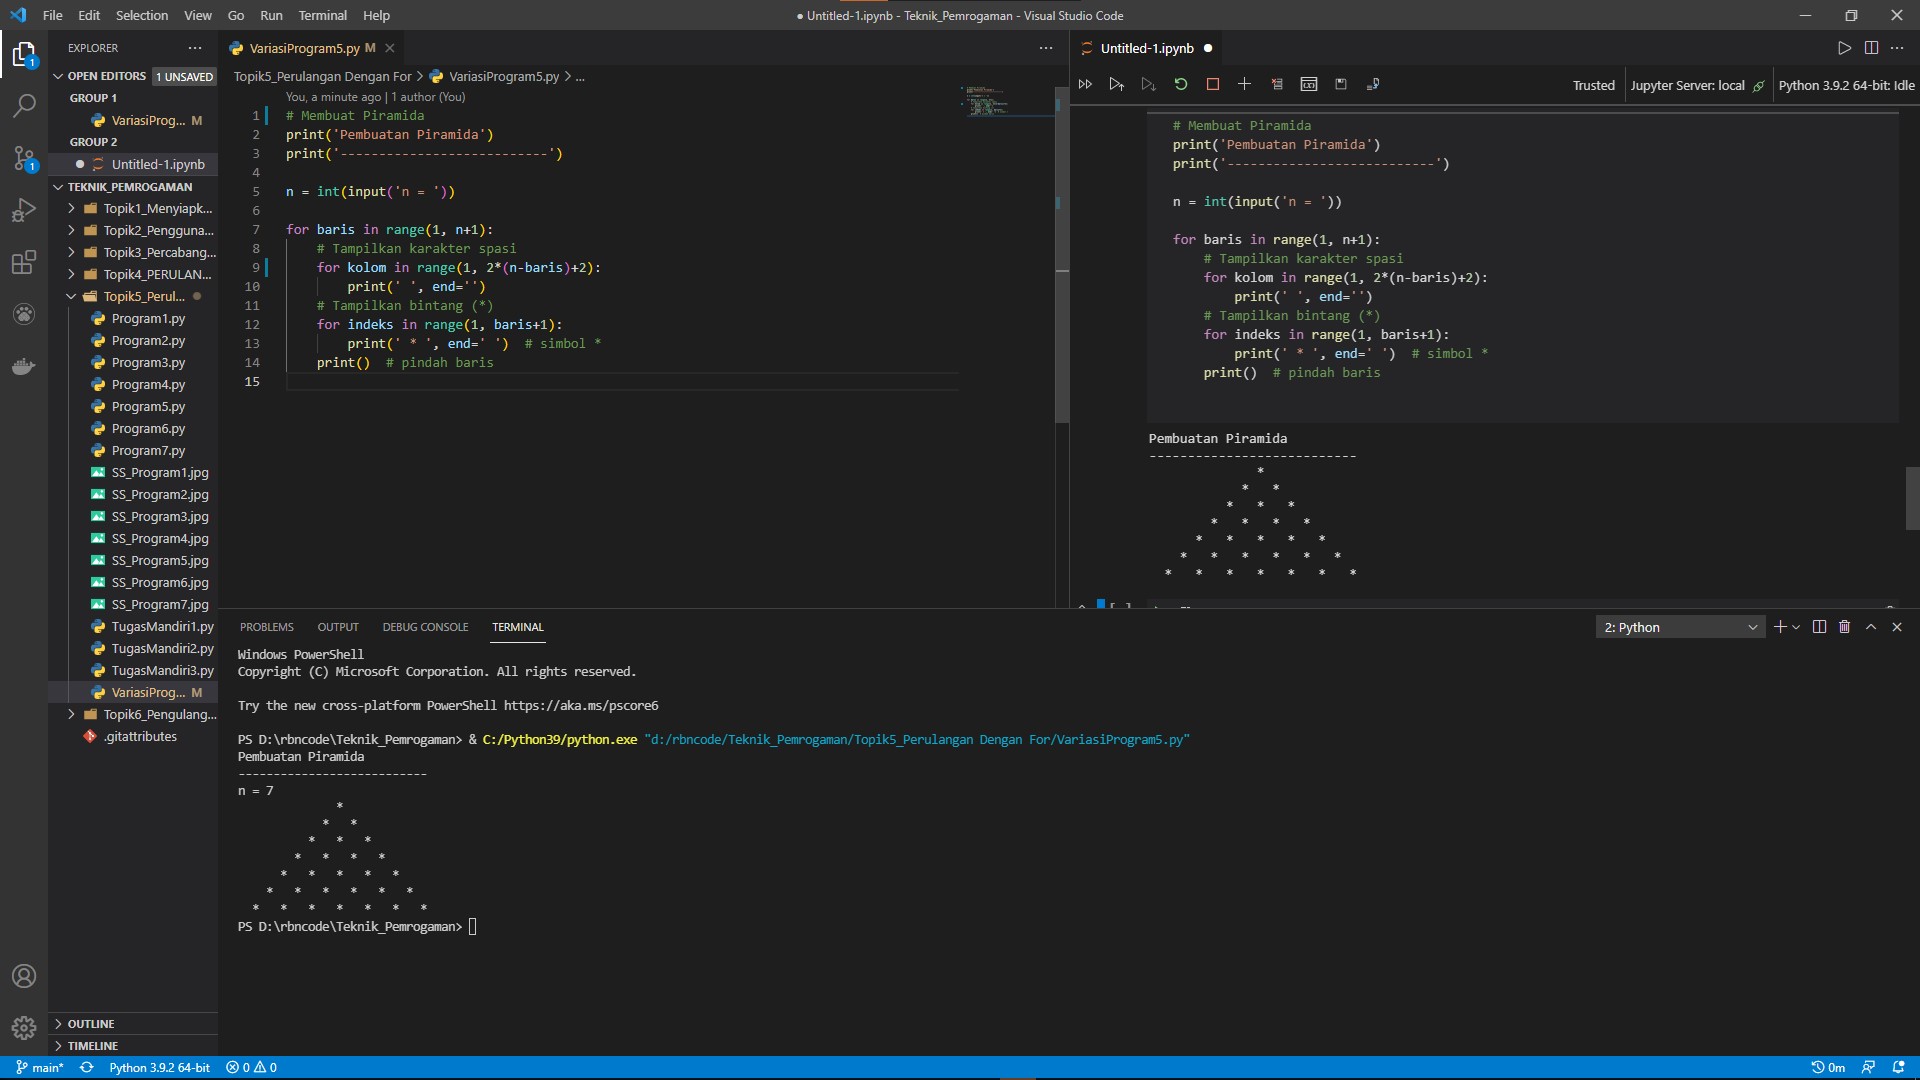 File Edit Selection View Go Run Terminal Help
● Untitled-1.ipynb - Teknik_Pemrogaman - Visual Studio Code
EXPLORER
OPEN EDITORS 1 UNSAVED
GROUP 1
VariasiProg... M
GROUP 2
Untitled-1.ipynb
TEKNIK_PEMROGAMAN
Topik1_Menyiapk...
Topik2_Pengguna...
Topik3_Percabang...
Topik4_PERULAN...
Topik5_Perul...
Program1.py
Program2.py
Program3.py
Program4.py
Program5.py
Program6.py
Program7.py
SS_Program1.jpg
SS_Program2.jpg
SS_Program3.jpg
SS_Program4.jpg
SS_Program5.jpg
SS_Program6.jpg
SS_Program7.jpg
TugasMandiri1.py
TugasMandiri2.py
TugasMandiri3.py
VariasiProg... M
Topik6_Pengulang...
.gitattributes
OUTLINE
TIMELINE
1
1
VariasiProgram5.py M
Topik5_Perulangan Dengan For > VariasiProgram5.py > ...
You, a minute ago | 1 author (You)
1 # Membuat Piramida
2 print('Pembuatan Piramida')
3 print('---------------------------')
4
5 n = int(input('n = '))
6
7 for baris in range(1, n+1):
8     # Tampilkan karakter spasi
9     for kolom in range(1, 2*(n-baris)+2):
10         print(' ', end='')
11     # Tampilkan bintang (*)
12     for indeks in range(1, baris+1):
13         print(' * ', end=' ')  # simbol *
14     print()  # pindah baris
15
Untitled-1.ipynb
Trusted Jupyter Server: local Python 3.9.2 64-bit: Idle
# Membuat Piramida
print('Pembuatan Piramida')
print('---------------------------')
n = int(input('n = '))
for baris in range(1, n+1):
    # Tampilkan karakter spasi
    for kolom in range(1, 2*(n-baris)+2):
        print(' ', end='')
    # Tampilkan bintang (*)
    for indeks in range(1, baris+1):
        print(' * ', end=' ')  # simbol *
    print()  # pindah baris
Pembuatan Piramida
---------------------------
              *
            *   *
          *   *   *
        *   *   *   *
      *   *   *   *   *
    *   *   *   *   *   *
  *   *   *   *   *   *   *
PROBLEMS OUTPUT DEBUG CONSOLE TERMINAL
2: Python
Windows PowerShell
Copyright (C) Microsoft Corporation. All rights reserved.
Try the new cross-platform PowerShell https://aka.ms/pscore6
PS D:\rbncode\Teknik_Pemrogaman> & C:/Python39/python.exe "d:/rbncode/Teknik_Pemrogaman/Topik5_Perulangan Dengan For/VariasiProgram5.py"
Pembuatan Piramida
---------------------------
n = 7
              *
            *   *
          *   *   *
        *   *   *   *
      *   *   *   *   *
    *   *   *   *   *   *
  *   *   *   *   *   *   *
PS D:\rbncode\Teknik_Pemrogaman>
main* Python 3.9.2 64-bit 0 0
0m